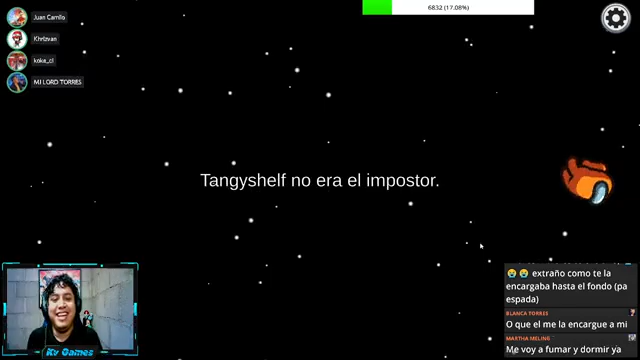 6832 (17.08%)
Juan Camilo
Khrizvan
koka_cl
MI LORD TORRES
Tangyshelf no era el impostor.
extraño como te la
encargaba hasta el fondo (pa
espada)
BLANCA TORRES
O que el me la encargue a mi
MARTHA MELING
Me voy a fumar y dormir ya
Kv Games